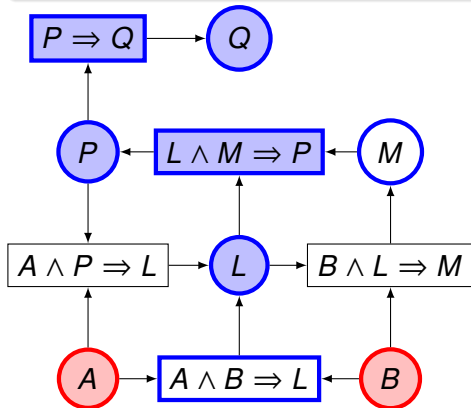 P ⇒ Q
Q
P
L ∧ M ⇒ P
M
A ∧ P ⇒ L
L
B ∧ L ⇒ M
A
A ∧ B ⇒ L
B